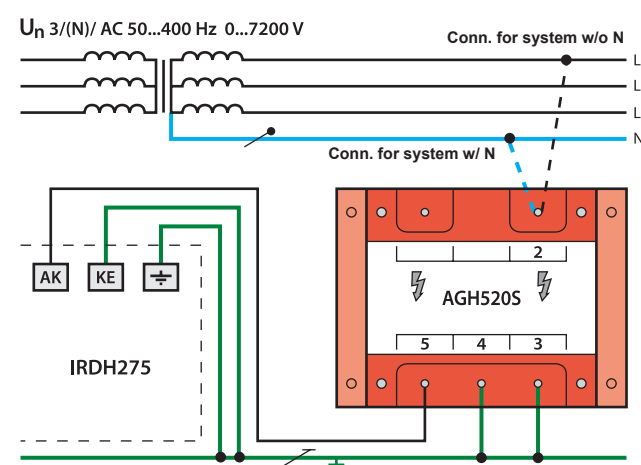 Un 3/(N)/ AC 50...400 Hz 0...7200 V
Conn. for system w/o N
L
L
L
N
Conn. for system w/ N
2
AK KE
AGH520S
5 4 3
IRDH275